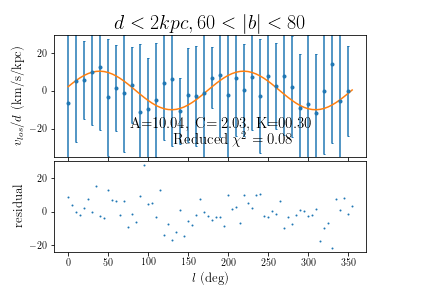 d < 2kpc, 60 < |b| < 80
v_los/d (km/s/kpc)
20
0
−20
A=10.04, C= 2.03, K=00.30
Reduced χ² = 0.08
residual
20
0
−20
0 50 100 150 200 250 300 350
l (deg)